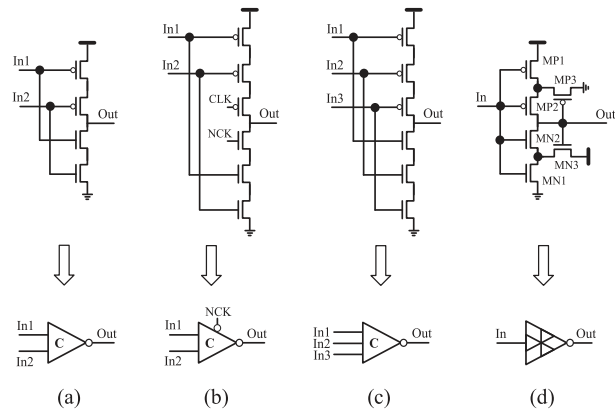 In1
In2
Out
In1
In2
CLK
NCK
Out
In1
In2
In3
Out
In
MP1
MP3
MP2
MN2
MN3
MN1
Out
In1
In2
C
Out
NCK
In1
In2
C
Out
In1
In2
In3
C
Out
In
Out
(a)
(b)
(c)
(d)